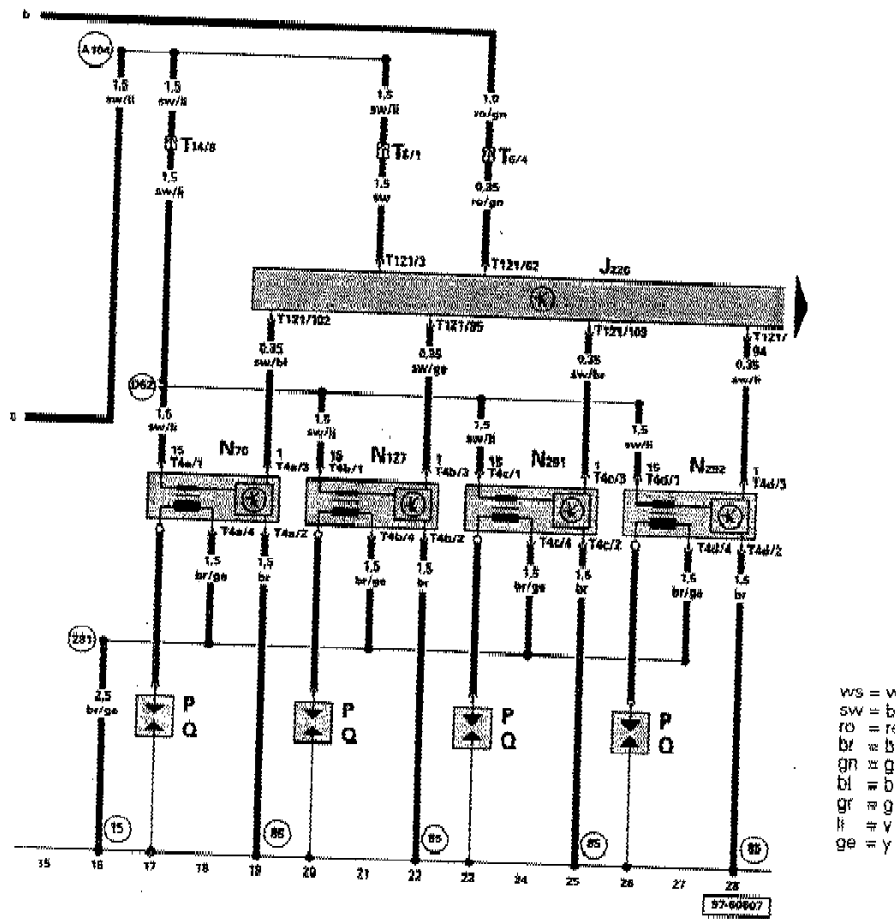 b
A104
1,5 sw/li
1,5 sw/li
1,5 sw/li
1,0 ro/gn
T14/8
T6/1
T6/4
1,5 sw/li
1,5 sw
0,35 ro/gn
T121/3
T121/62
J220
k
T121/102
T121/95
T121/103
T121/94
0,35 sw/bl
0,35 sw/ge
0,35 sw/br
0,35 sw/li
D62
1,5 sw/li
1,5 sw/li
1,5 sw/li
1,5 sw/li
N70
N127
N291
N292
15 T4a/1
1 T4a/3
15 T4b/1
1 T4b/3
15 T4c/1
1 T4c/3
15 T4d/1
1 T4d/3
k
k
k
k
T4a/4
T4a/2
T4b/4
T4b/2
T4c/4
T4c/2
T4d/4
T4d/2
1,5 br/ge
1,5 br
1,5 br/ge
1,5 br
1,5 br/ge
1,5 br
1,5 br/ge
1,5 br
281
2,5 br/ge
P
Q
P
Q
P
Q
P
Q
ws = w
sw = b
ro = re
br = b
gn = g
bl = b
gr = g
li = v
ge = y
15
85
85
85
15 16 17 18 19 20 21 22 23 24 25 26 27 28